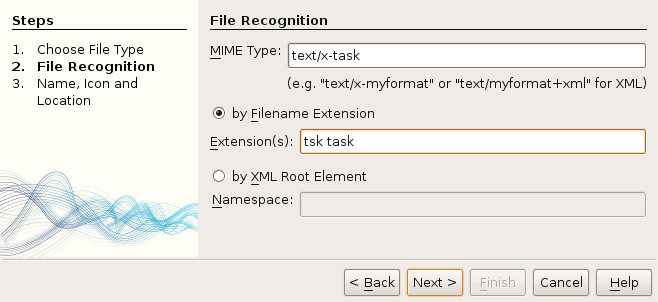 Steps
1. Choose File Type
2. File Recognition
3. Name, Icon and
Location
File Recognition
MIME Type: text/x-task
(e.g. "text/x-myformat" or "text/myformat+xml" for XML)
by Filename Extension
Extension(s): tsk task
by XML Root Element
Namespace:
< Back Next > Finish Cancel Help